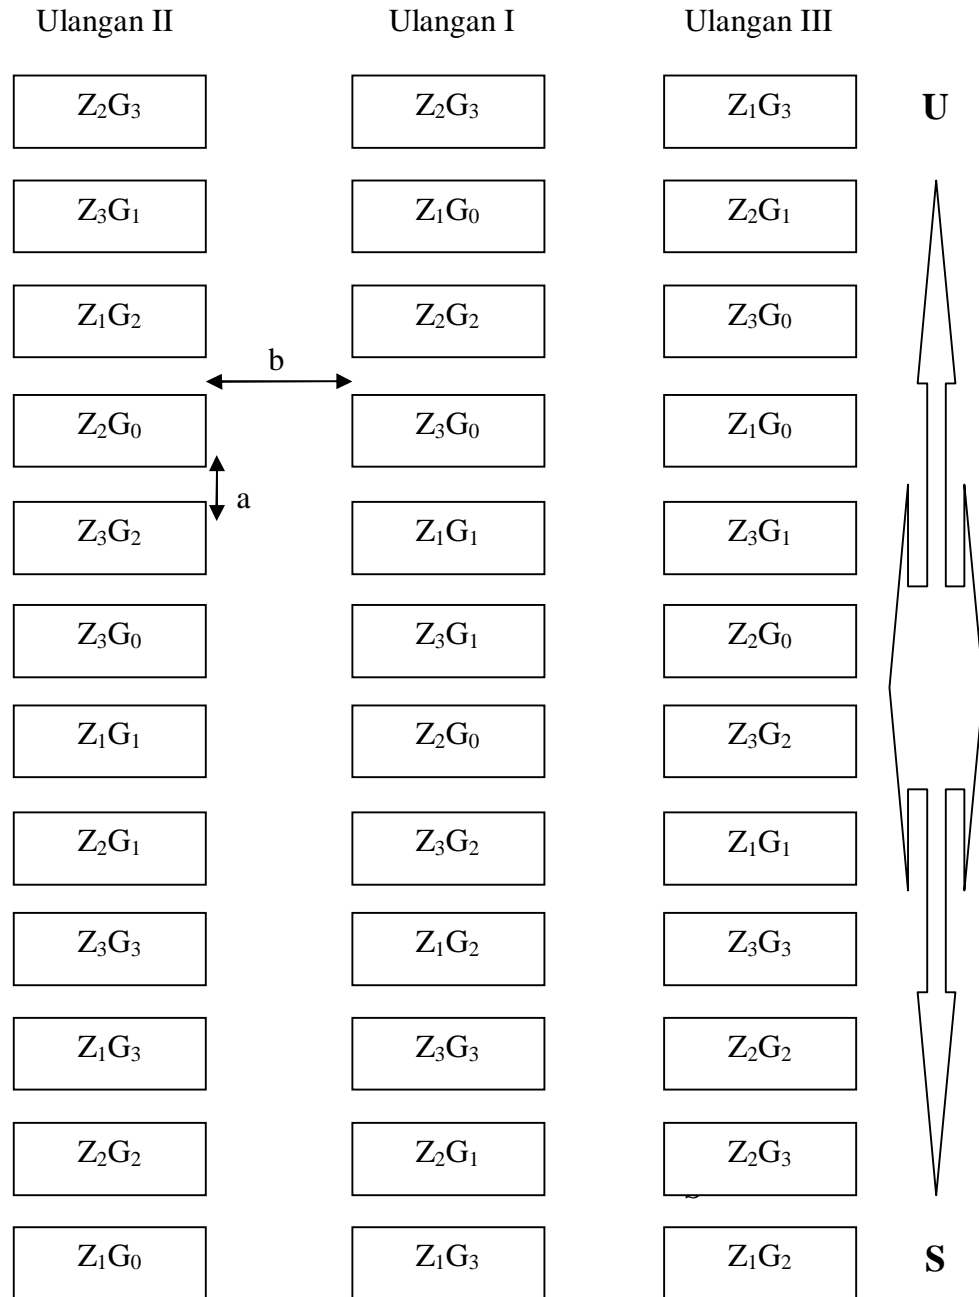 Ulangan II Ulangan I Ulangan III
Z₂G₃ Z₂G₃ Z₁G₃ U
Z₃G₁ Z₁G₀ Z₂G₁
Z₁G₂ Z₂G₂ Z₃G₀
b
Z₂G₀ Z₃G₀ Z₁G₀
a
Z₃G₂ Z₁G₁ Z₃G₁
Z₃G₀ Z₃G₁ Z₂G₀
Z₁G₁ Z₂G₀ Z₃G₂
Z₂G₁ Z₃G₂ Z₁G₁
Z₃G₃ Z₁G₂ Z₃G₃
Z₁G₃ Z₃G₃ Z₂G₂
Z₂G₂ Z₂G₁ Z₂G₃
Z₁G₀ Z₁G₃ Z₁G₂ S